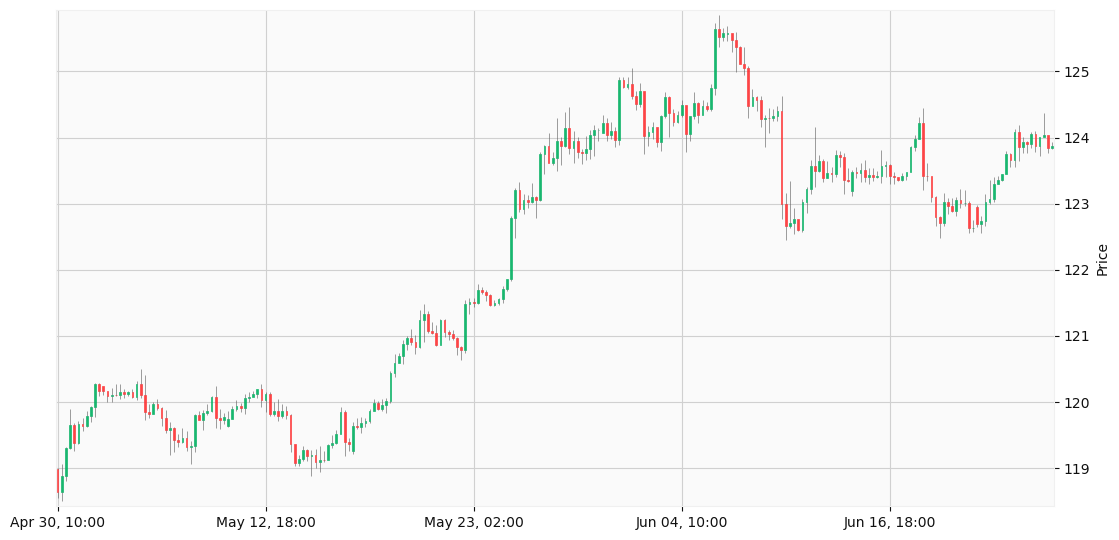 125
124
123
122
121
120
119
Price
Apr 30, 10:00
May 12, 18:00
May 23, 02:00
Jun 04, 10:00
Jun 16, 18:00